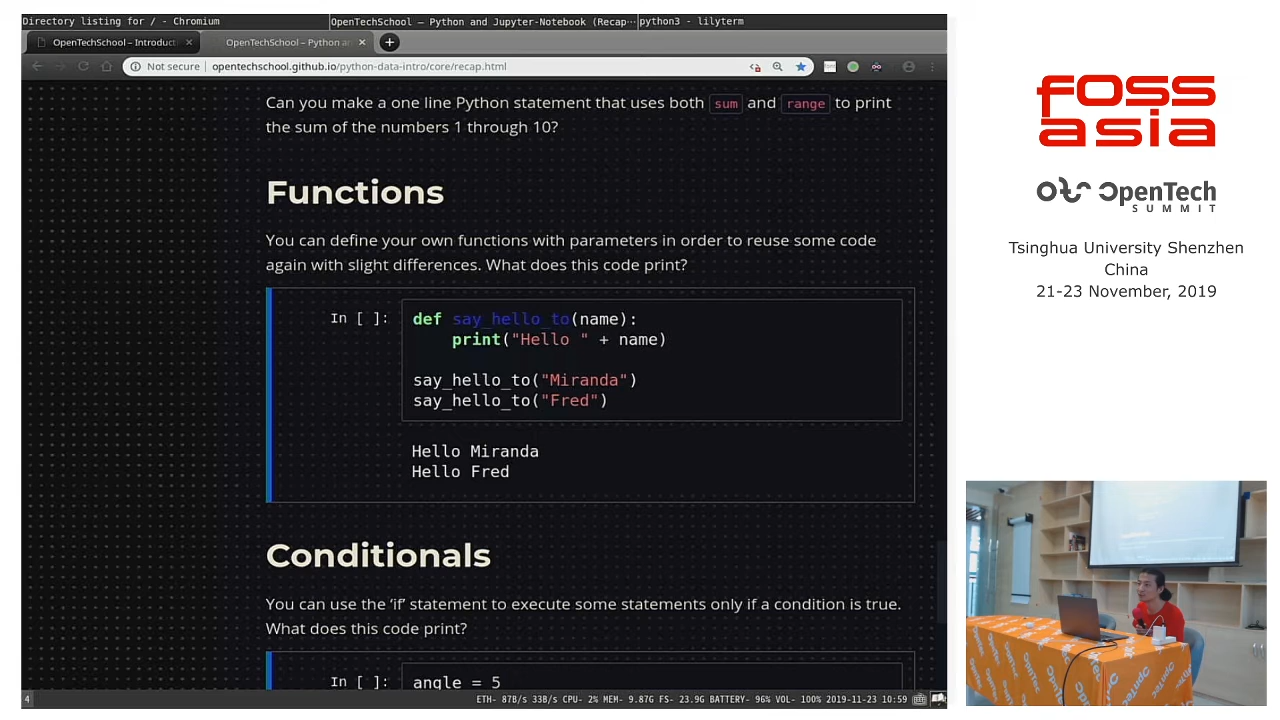 Directory listing for / - Chromium
OpenTechSchool — Python and Jupyter-Notebook (Recap⋯
python3 - lilyterm
OpenTechSchool – Introducti
OpenTechSchool – Python an
Not secure
opentechschool.github.io/python-data-intro/core/recap.html
Can you make a one line Python statement that uses both sum and range to print
the sum of the numbers 1 through 10?
Functions
You can define your own functions with parameters in order to reuse some code
again with slight differences. What does this code print?
In [ ]:
def say_hello_to(name):
    print("Hello " + name)
say_hello_to("Miranda")
say_hello_to("Fred")
Hello Miranda
Hello Fred
Conditionals
You can use the ‘if’ statement to execute some statements only if a condition is true.
What does this code print?
In [ ]:
angle = 5
4
ETH- 87B/s 33B/s CPU- 2% MEM- 9.87G FS- 23.9G BATTERY- 96% VOL- 100% 2019-11-23 10:59
FOSS
asia
OpenTech
SUMMIT
Tsinghua University Shenzhen
China
21-23 November, 2019
OpenTec
OpenTec